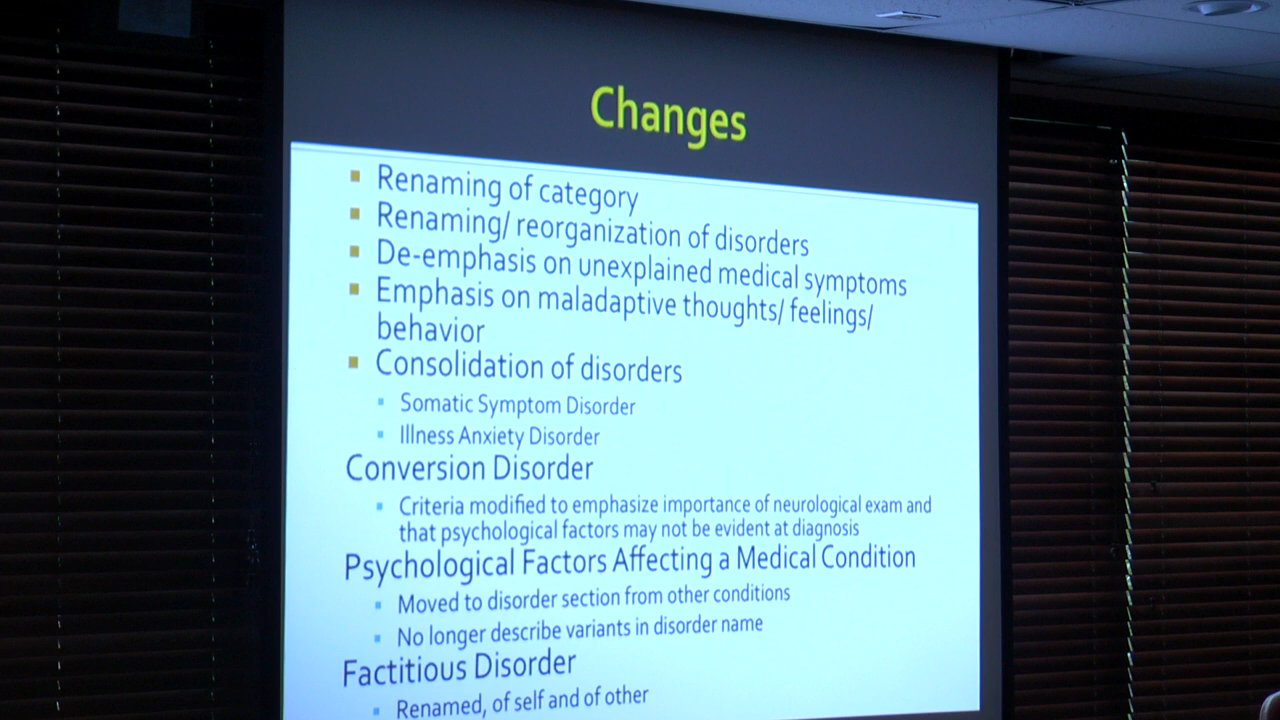 Changes
Renaming of category
Renaming/ reorganization of disorders
De-emphasis on unexplained medical symptoms
Emphasis on maladaptive thoughts/ feelings/
behavior
Consolidation of disorders
Somatic Symptom Disorder
Illness Anxiety Disorder
Conversion Disorder
Criteria modified to emphasize importance of neurological exam and
that psychological factors may not be evident at diagnosis
Psychological Factors Affecting a Medical Condition
Moved to disorder section from other conditions
No longer describe variants in disorder name
Factitious Disorder
Renamed, of self and of other